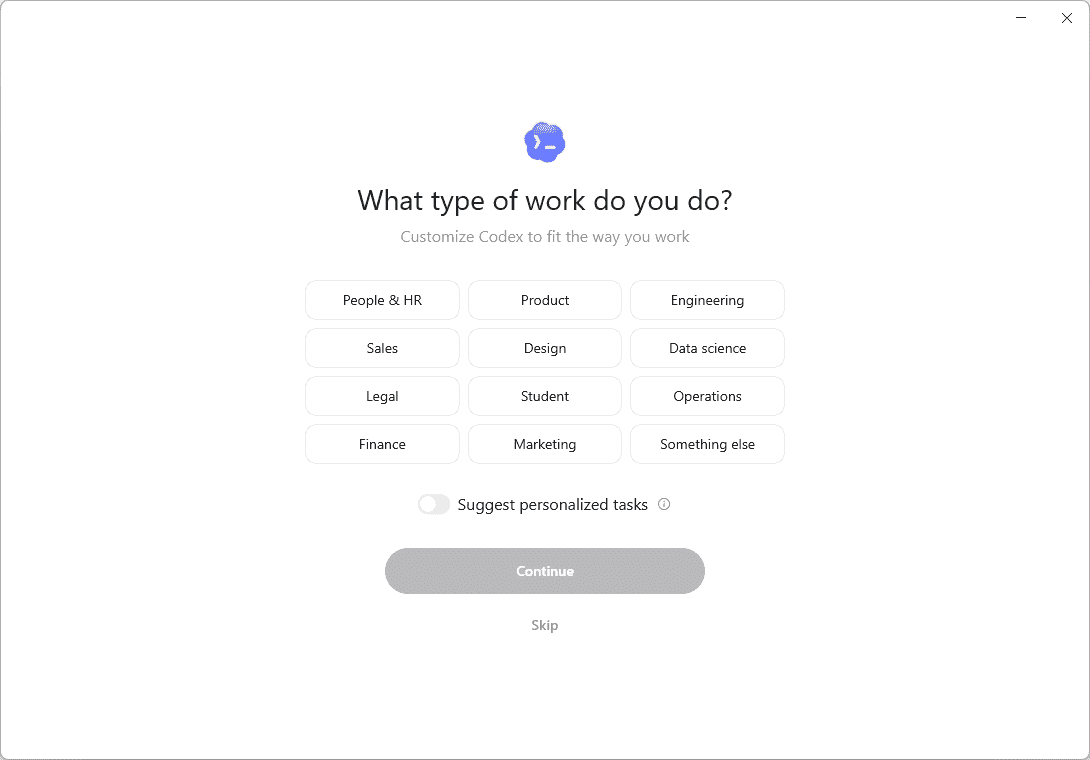 What type of work do you do?
Customize Codex to fit the way you work
People & HR Product Engineering
Sales Design Data science
Legal Student Operations
Finance Marketing Something else
Suggest personalized tasks
Continue
Skip